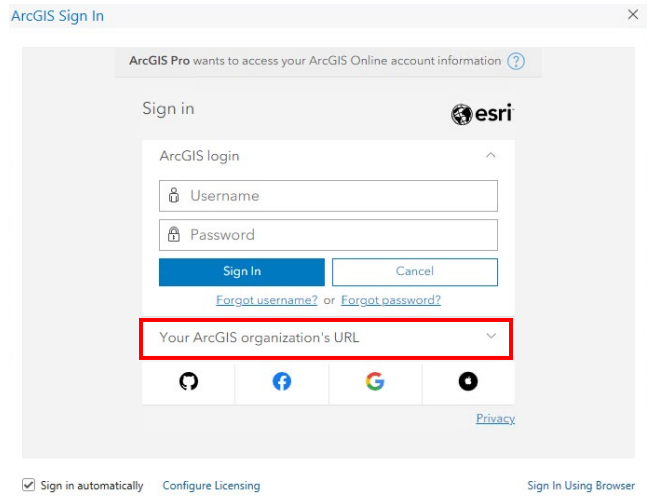 ArcGIS Sign In
ArcGIS Pro wants to access your ArcGIS Online account information ?
Sign in
esri
ArcGIS login
Username
Password
Sign In Cancel
Forgot username? or Forgot password?
Your ArcGIS organization's URL
Privacy
Sign in automatically Configure Licensing Sign In Using Browser